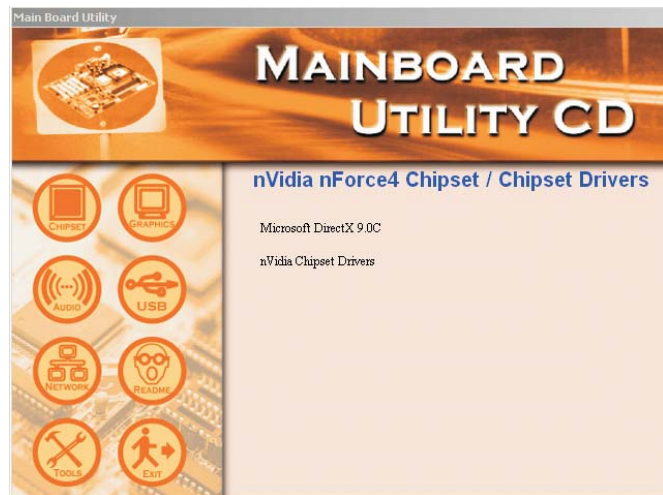 Main Board Utility
MAINBOARD
UTILITY CD
nVidia nForce4 Chipset / Chipset Drivers
Microsoft DirectX 9.0C
nVidia Chipset Drivers
CHIPSET
GRAPHICS
AUDIO
USB
NETWORK
README
TOOLS
EXIT